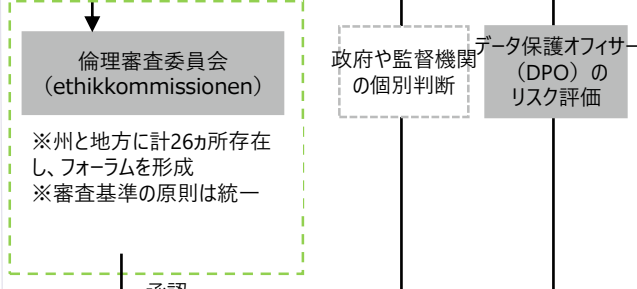 倫理審査委員会
（ethikkommissionen）
※州と地方に計26ヵ所存在
し、フォーラムを形成
※審査基準の原則は統一
政府や監督機関
の個別判断
データ保護オフィサー
（DPO）の
リスク評価
承認